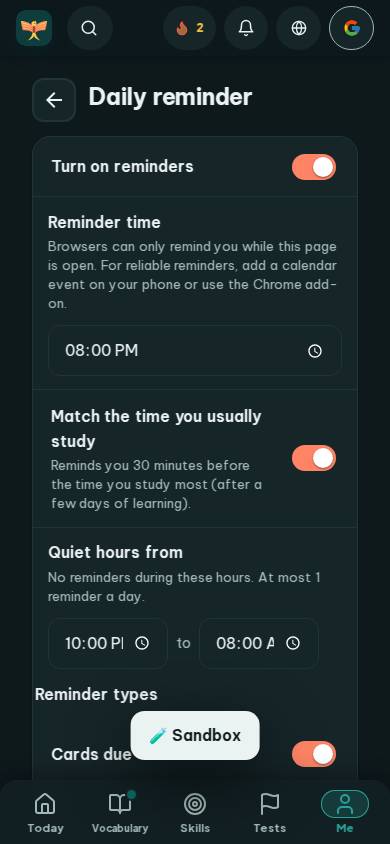 2
Daily reminder
Turn on reminders
Reminder time
Browsers can only remind you while this page
is open. For reliable reminders, add a calendar
event on your phone or use the Chrome add-
on.
08:00 PM
Match the time you usually
study
Reminds you 30 minutes before
the time you study most (after a
few days of learning).
Quiet hours from
No reminders during these hours. At most 1
reminder a day.
10:00 P to 08:00 A
Reminder types
🧪 Sandbox
Cards due
Today Vocabulary Skills Tests Me